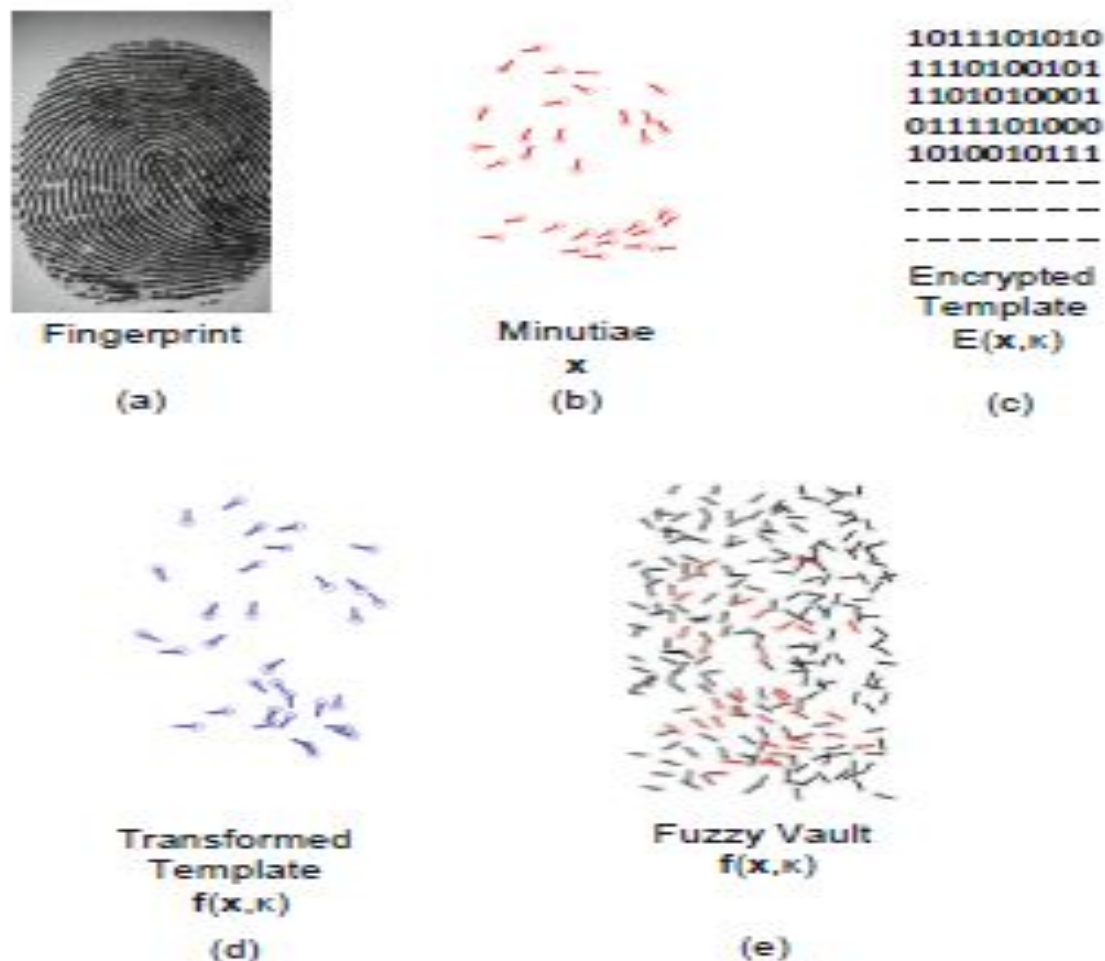 1011101010
1110100101
1101010001
0111101000
1010010111
- - - - - - -
- - - - - - -
- - - - - - -
Fingerprint
(a)
Minutiae
x
(b)
Encrypted
Template
E(x,κ)
(c)
Transformed
Template
f(x,κ)
(d)
Fuzzy Vault
f(x,κ)
(e)